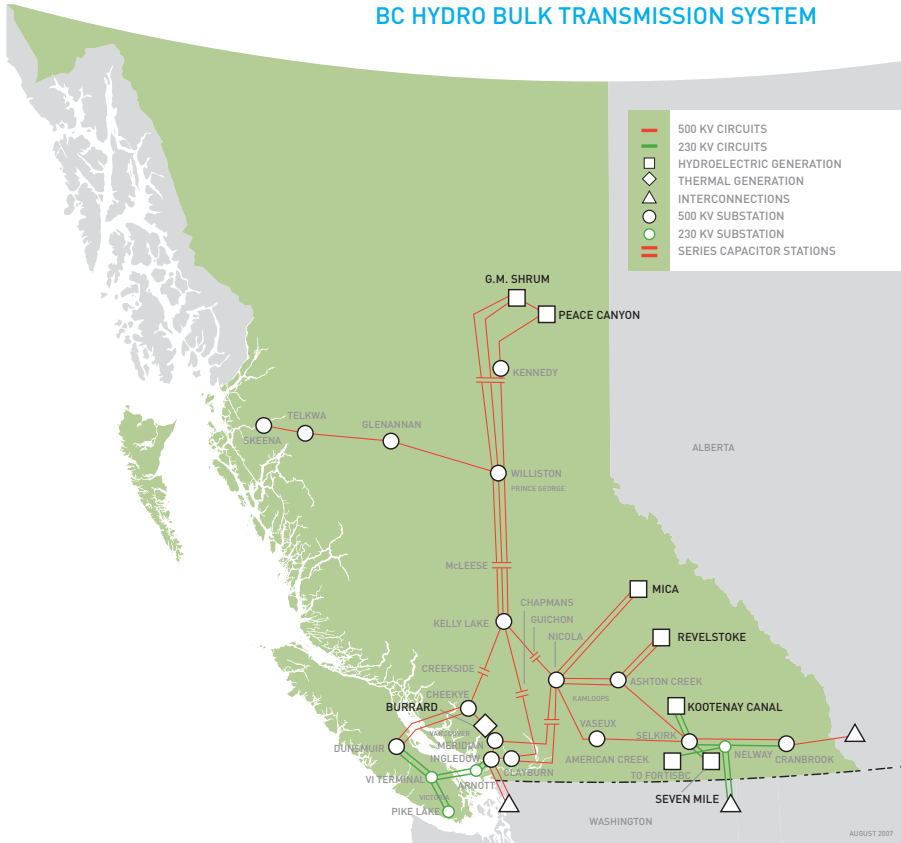 BC HYDRO BULK TRANSMISSION SYSTEM
500 KV CIRCUITS
230 KV CIRCUITS
HYDROELECTRIC GENERATION
THERMAL GENERATION
INTERCONNECTIONS
500 KV SUBSTATION
230 KV SUBSTATION
SERIES CAPACITOR STATIONS
G.M. SHRUM
PEACE CANYON
KENNEDY
TELKWA
SKEENA
GLENANNAN
ALBERTA
WILLISTON
PRINCE GEORGE
McLEESE
MICA
CHAPMANS
GUICHON
KELLY LAKE
NICOLA
REVELSTOKE
CREEKSIDE
ASHTON CREEK
KAMLOOPS
CHEEKYE
BURRARD
KOOTENAY CANAL
VASEUX
VANCOUVER
SELKIRK
DUNSMUIR
MERIDIAN
NELWAY
INGLEDOW
AMERICAN CREEK
CRANBROOK
CLAYBURN
TO FORTISBC
VI TERMINAL
ARNOTT
VICTORIA
SEVEN MILE
PIKE LAKE
WASHINGTON
AUGUST 2007